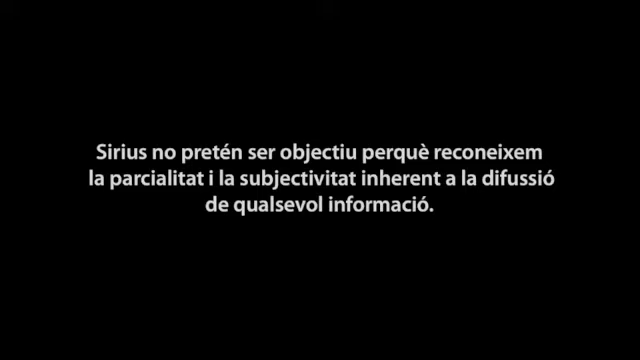 Sirius no pretén ser objectiu perquè reconeixem
la parcialitat i la subjectivitat inherent a la difussió
de qualsevol informació.